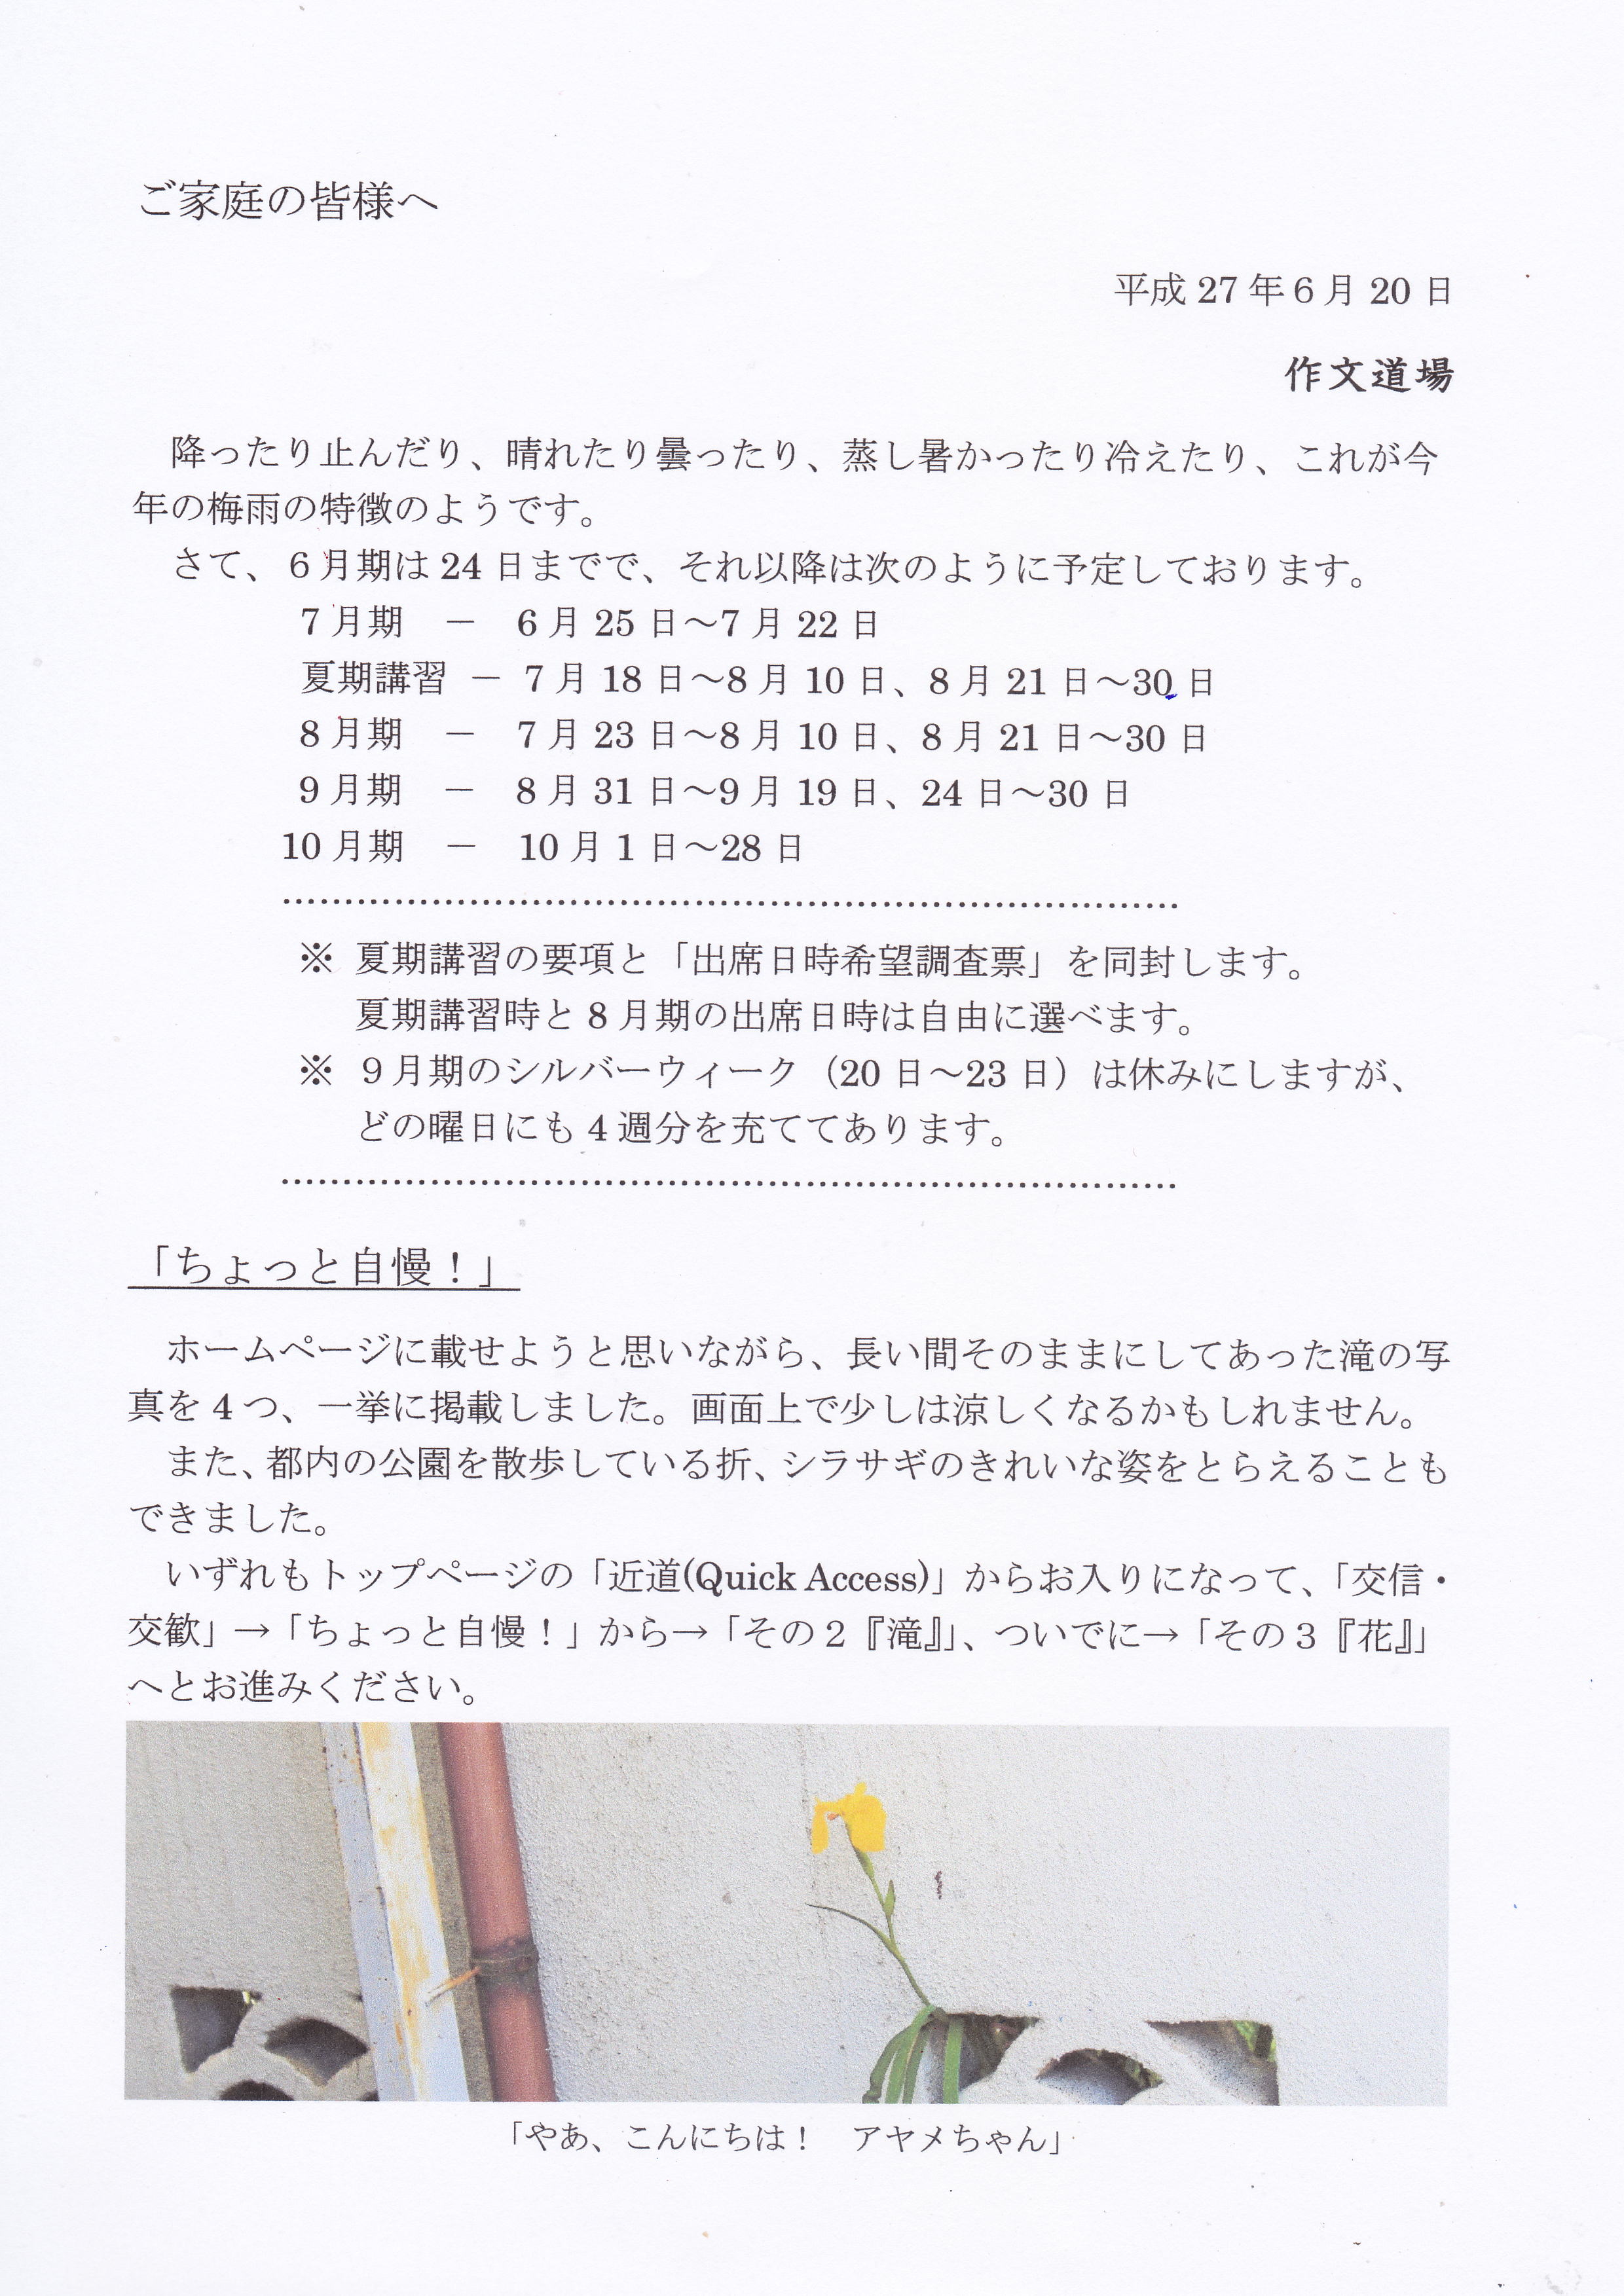 ご家庭の皆様へ
平成 27 年６月 20 日
作文道場
降ったり止んだり、晴れたり曇ったり、蒸し暑かったり冷えたり、これが今
年の梅雨の特徴のようです。
さて、６月期は 24 日までで、それ以降は次のように予定しております。
7 月期　－　6 月 25 日～7 月 22 日
夏期講習 － 7 月 18 日～8 月 10 日、8 月 21 日～30 日
8 月期　－　7 月 23 日～8 月 10 日、8 月 21 日～30 日
9 月期　－　8 月 31 日～9 月 19 日、24 日～30 日
10 月期　－　10 月 1 日～28 日
※ 夏期講習の要項と「出席日時希望調査票」を同封します。
夏期講習時と 8 月期の出席日時は自由に選べます。
※ ９月期のシルバーウィーク（20 日～23 日）は休みにしますが、
どの曜日にも 4 週分を充ててあります。
「ちょっと自慢！」
ホームページに載せようと思いながら、長い間そのままにしてあった滝の写
真を 4 つ、一挙に掲載しました。画面上で少しは涼しくなるかもしれません。
また、都内の公園を散歩している折、シラサギのきれいな姿をとらえることも
できました。
いずれもトップページの「近道(Quick Access)」からお入りになって、「交信・
交歓」→「ちょっと自慢！」から→「その２『滝』」、ついでに→「その３『花』」
へとお進みください。
「やあ、こんにちは！　アヤメちゃん」